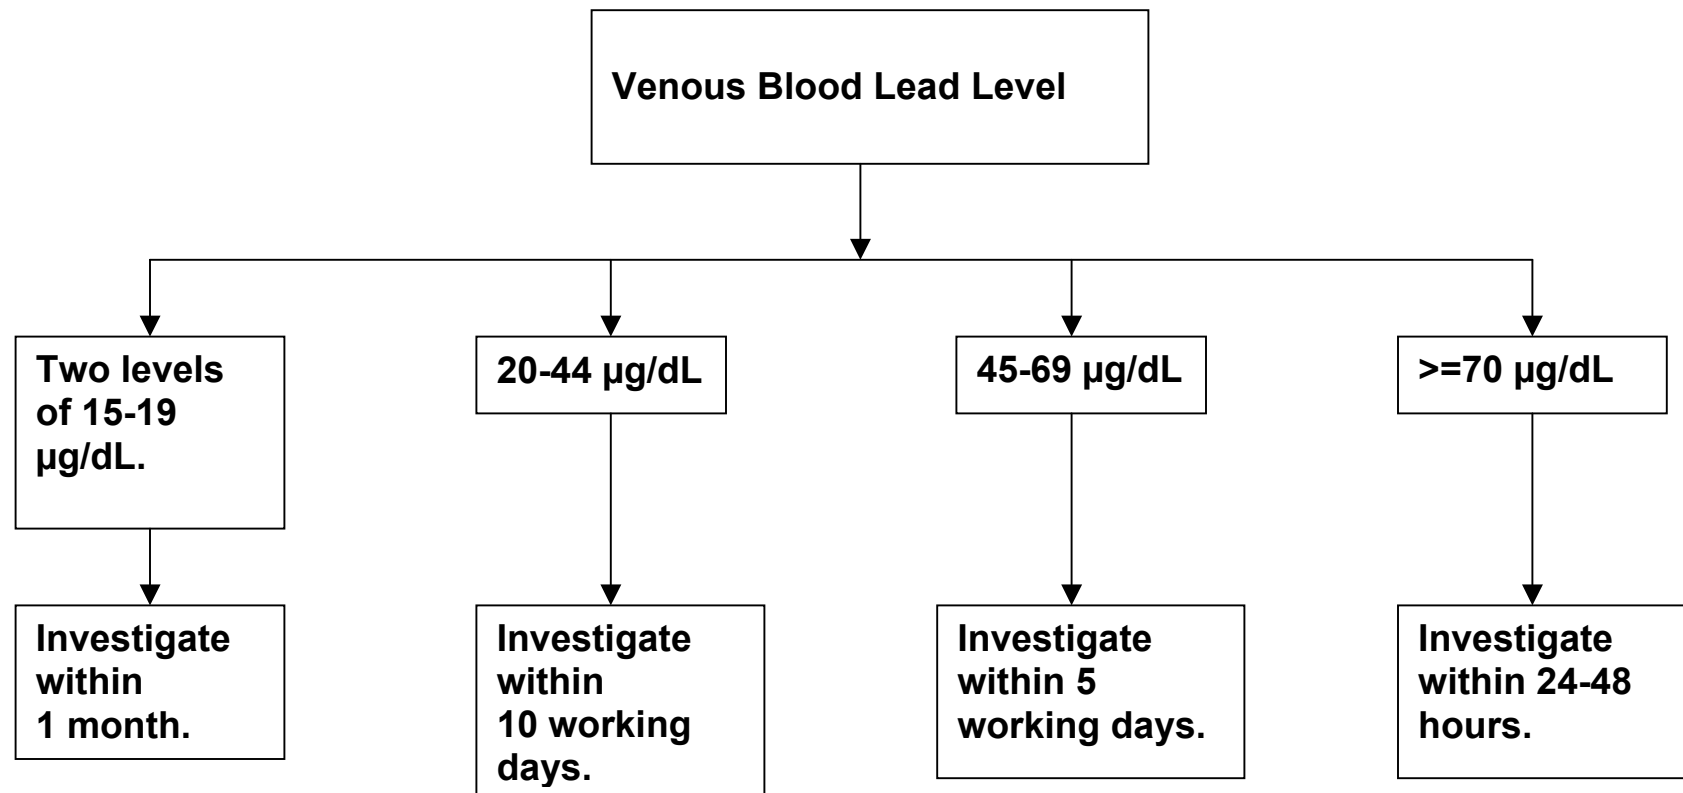 Venous Blood Lead Level
Two levels
of 15-19
µg/dL.
20-44 µg/dL
45-69 µg/dL
>=70 µg/dL
Investigate
within
1 month.
Investigate
within
10 working
days.
Investigate
within 5
working days.
Investigate
within 24-48
hours.